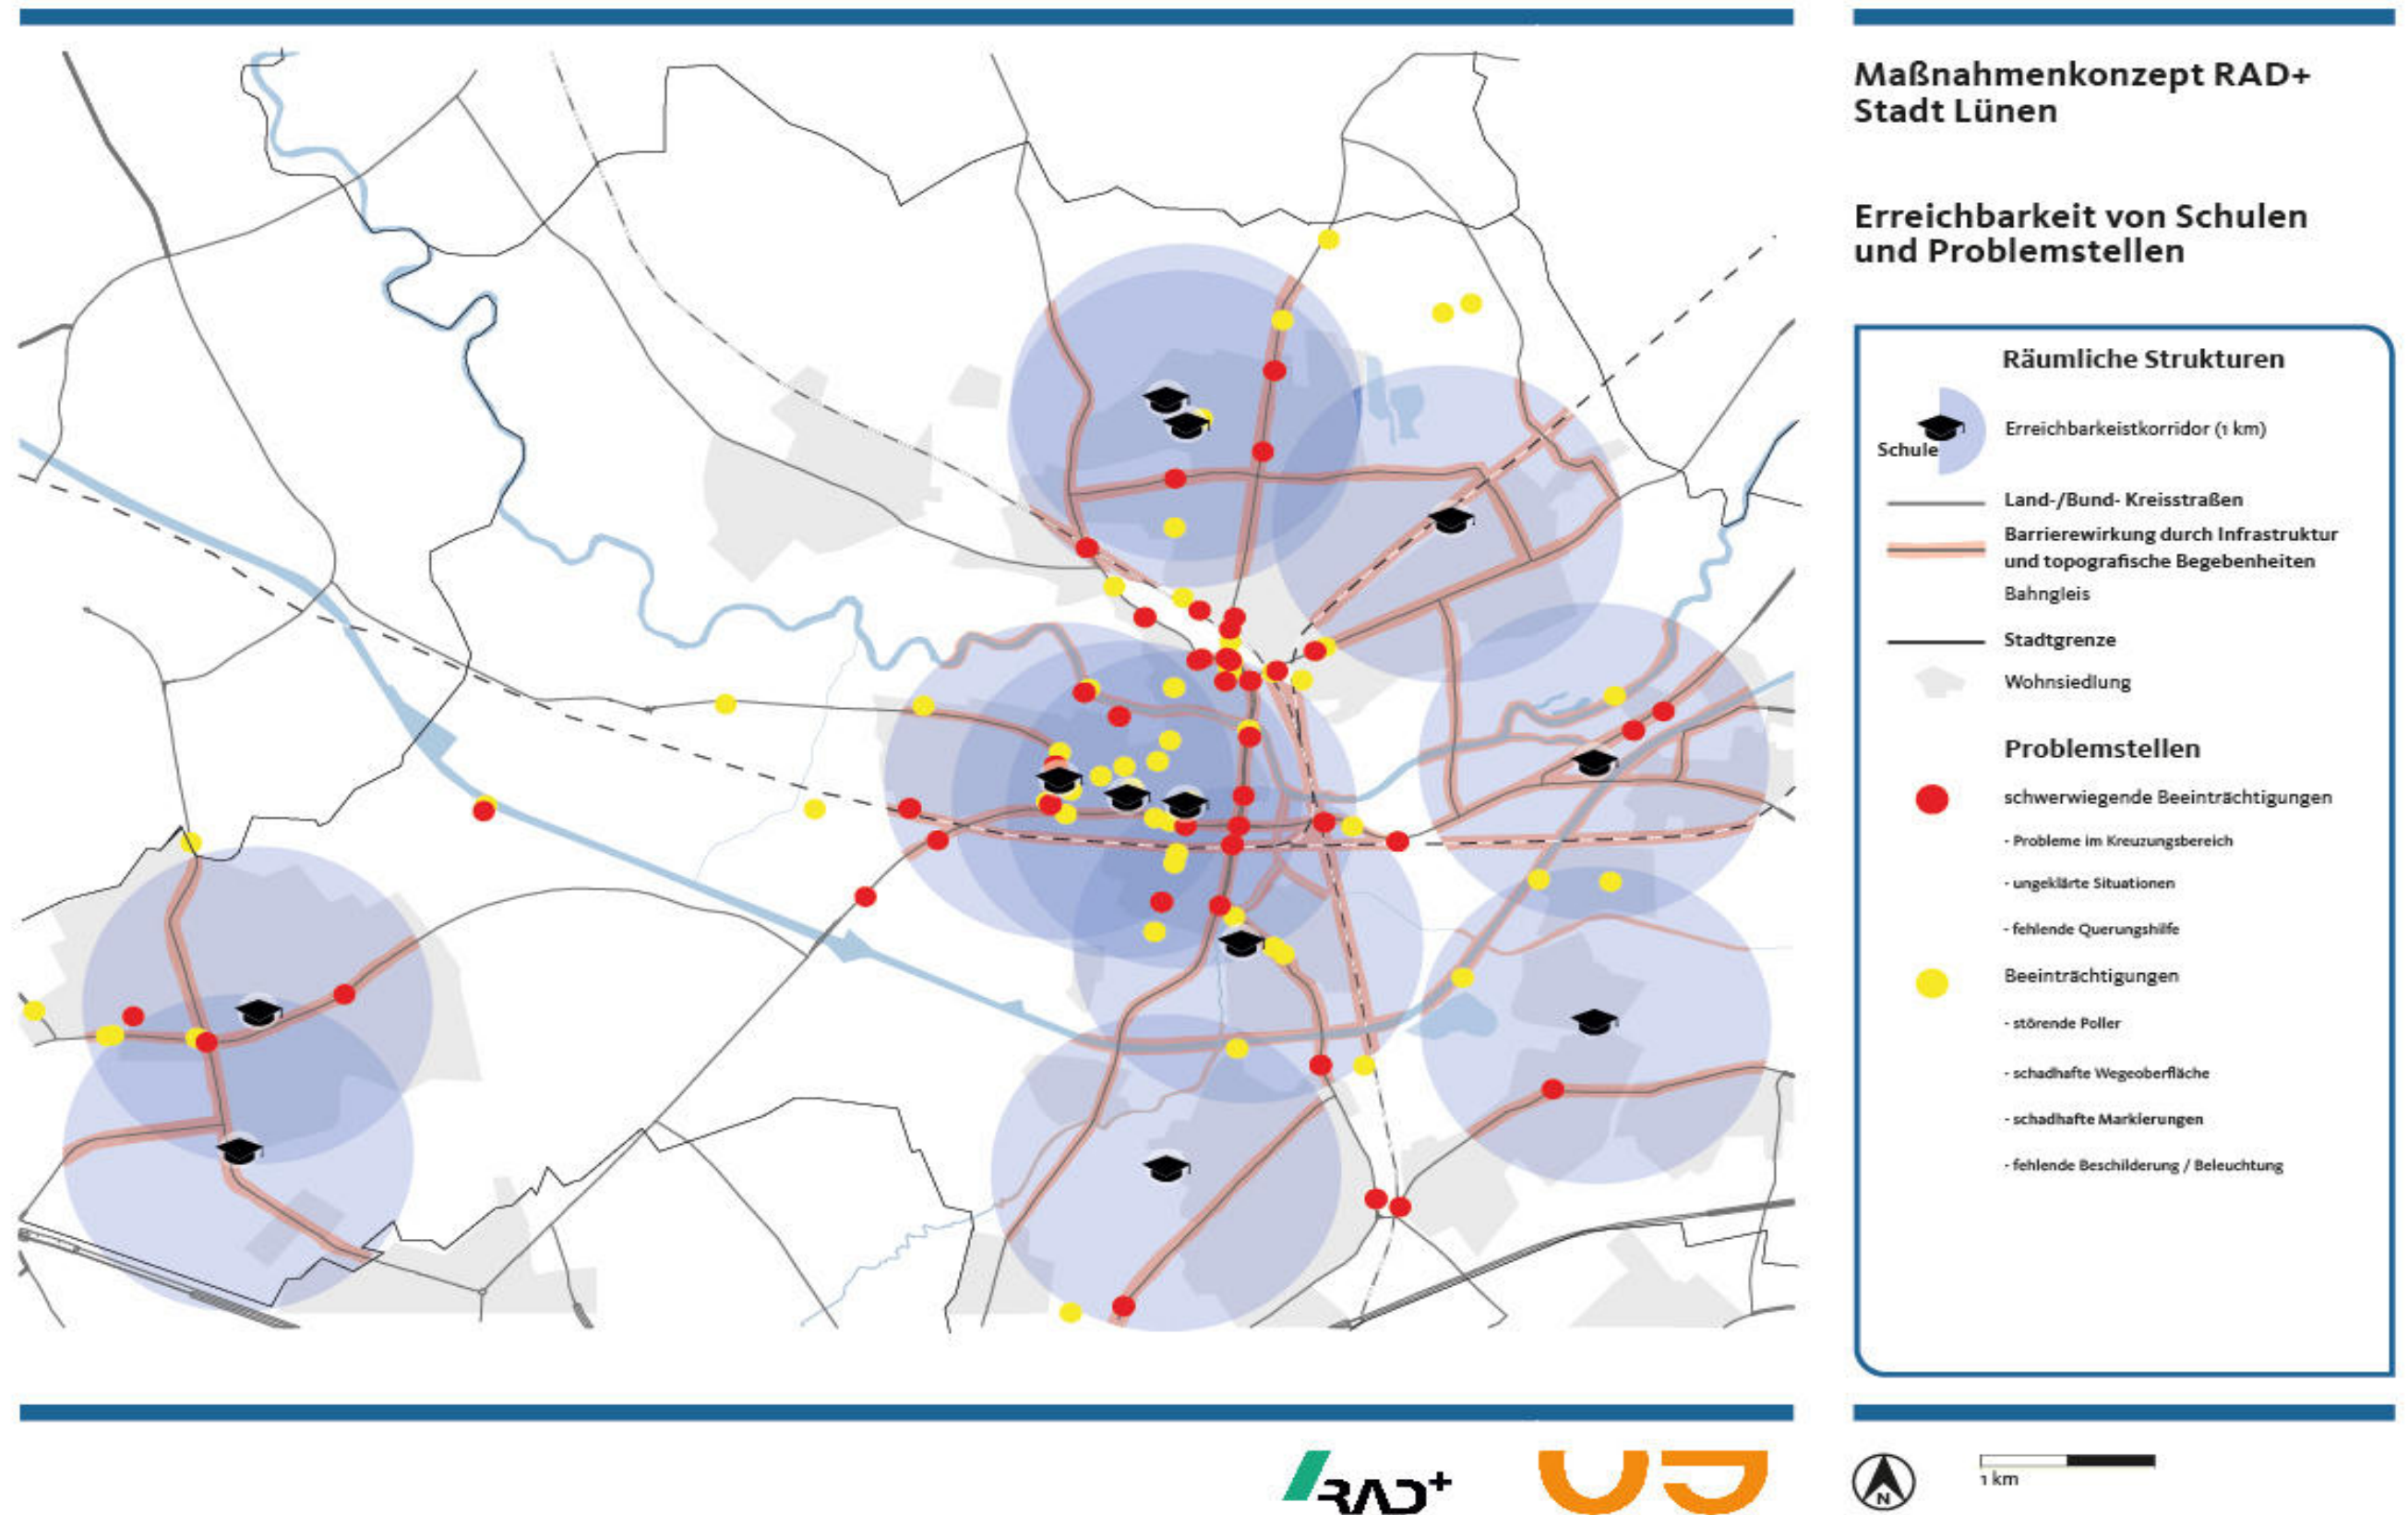 Maßnahmenkonzept RAD+
Stadt Lünen
Erreichbarkeit von Schulen
und Problemstellen
Räumliche Strukturen
Schule
Erreichbarkeistkorridor (1 km)
Land-/Bund- Kreisstraßen
Barrierewirkung durch Infrastruktur
und topografische Begebenheiten
Bahngleis
Stadtgrenze
Wohnsiedlung
Problemstellen
schwerwiegende Beeinträchtigungen
- Probleme im Kreuzungsbereich
- ungeklärte Situationen
- fehlende Querungshilfe
Beeinträchtigungen
- störende Poller
- schadhafte Wegeoberfläche
- schadhafte Markierungen
- fehlende Beschilderung / Beleuchtung
RAD+
N
1 km